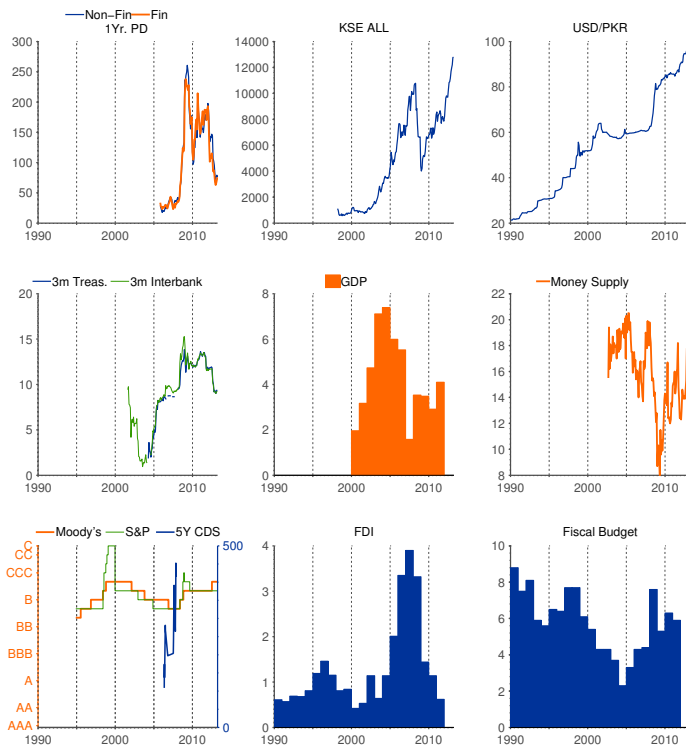 Non-Fin Fin
1Yr. PD KSE ALL USD/PKR
300 14000 100
250 12000
200 10000 80
150 8000 60
100 6000
50 4000 40
0 2000
0 20
1990 2000 2010 1990 2000 2010 1990 2000 2010
3m Treas. 3m Interbank GDP Money Supply
20 8 22
15 6 20
10 4 18
5 2 16
0 0 14
12
10
8
1990 2000 2010 1990 2000 2010 1990 2000 2010
Moody's S&P 5Y CDS FDI Fiscal Budget
C 500 4 10
CC
CCC 3 8
B 6
BB 2
BBB 4
A 1
AA 2
AAA 0 0 0
1990 2000 2010 1990 2000 2010 1990 2000 2010